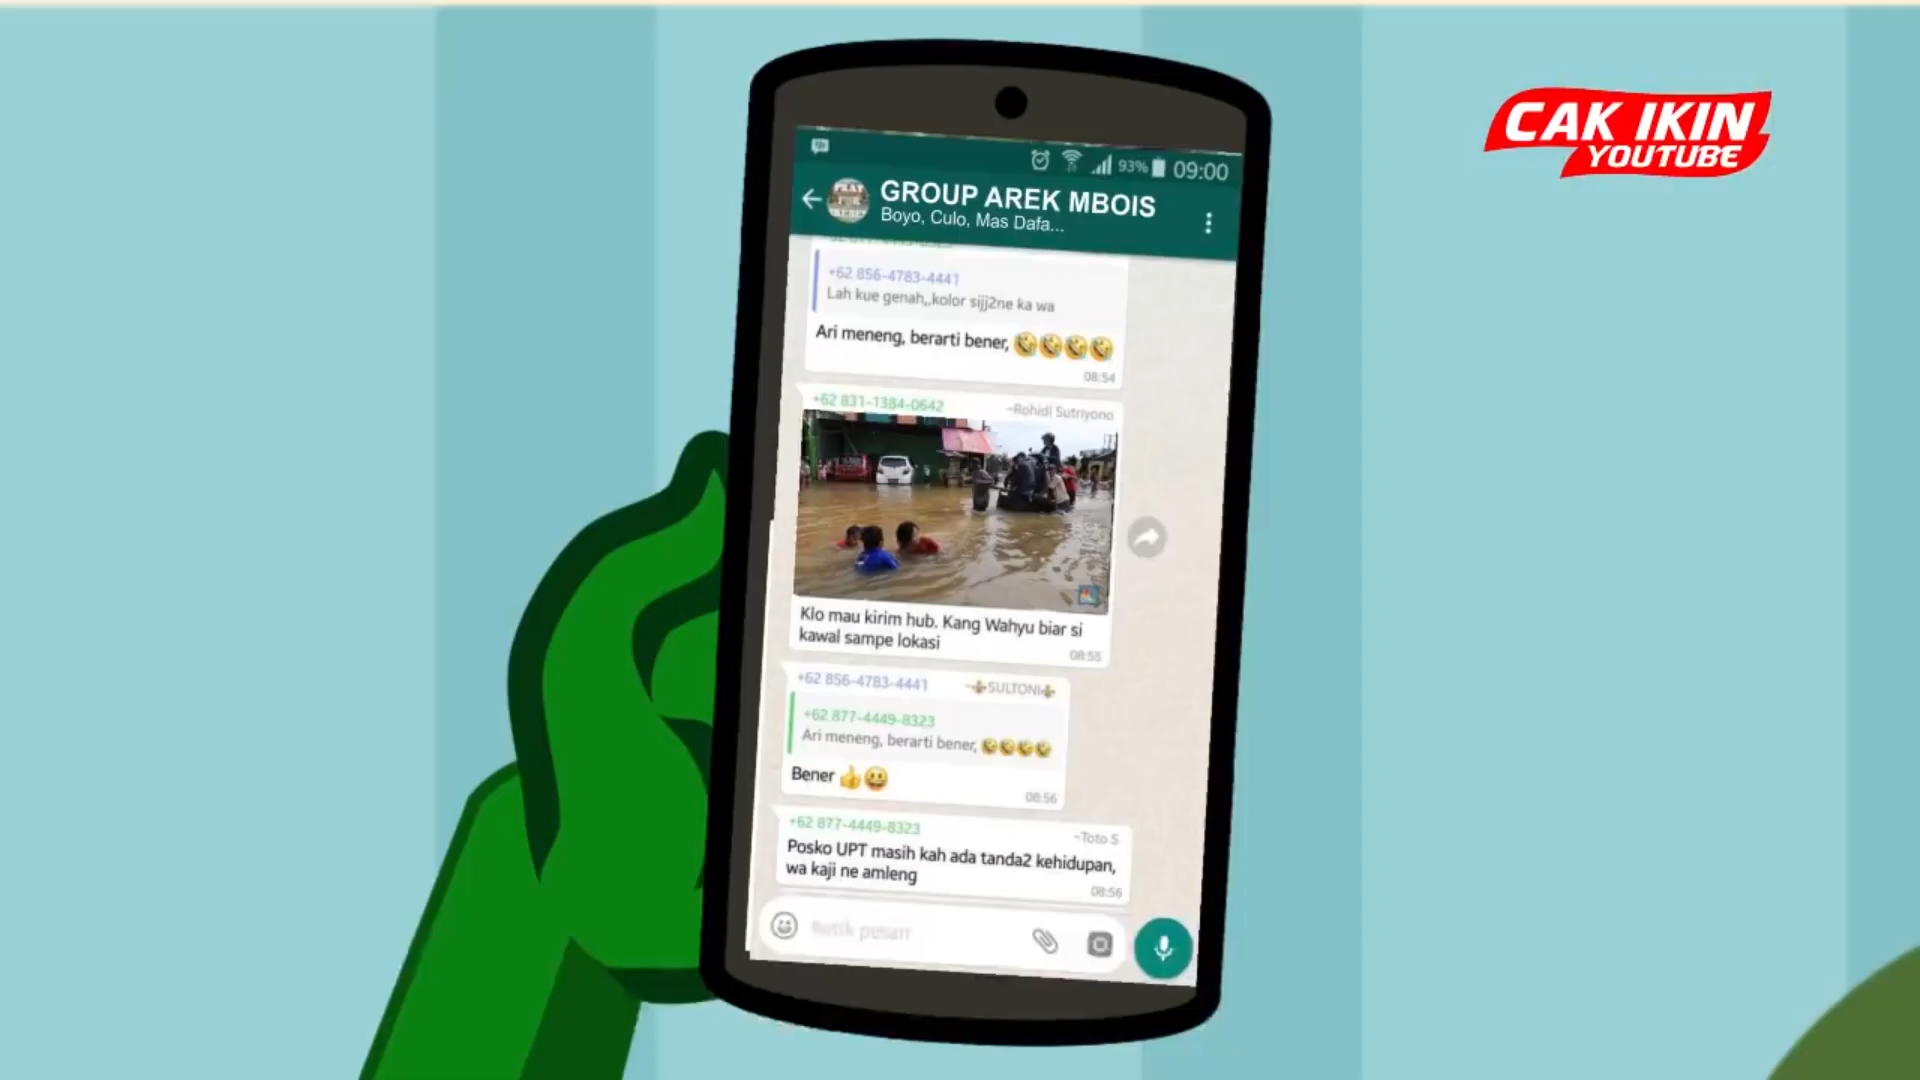 CAK IKIN
YOUTUBE
93% 09:00
GROUP AREK MBOIS
Boyo, Culo, Mas Dafa...
+62 856-4783-4441
Lah kue genah,,kolor sijj2ne ka wa
Ari meneng, berarti bener, 🤣🤣🤣🤣
08:54
+62 831-1384-0642 ~Rohidi Sutriyono
Klo mau kirim hub. Kang Wahyu biar si
kawal sampe lokasi
08:55
+62 856-4783-4441 ~⚜SULTONI⚜
+62 877-4449-8323
Ari meneng, berarti bener, 🤣🤣🤣🤣
Bener 👍😀
08:56
+62 877-4449-8323 ~Toto S
Posko UPT masih kah ada tanda2 kehidupan,
wa kaji ne amleng
08:56
Ketik pesan